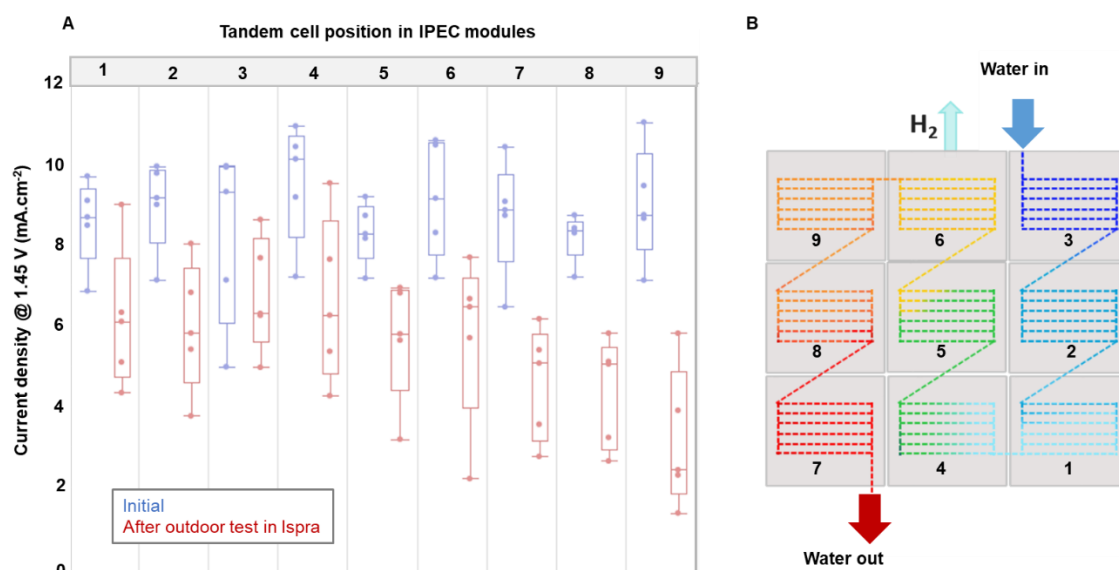 A
Tandem cell position in IPEC modules
1 2 3 4 5 6 7 8 9
Current density @ 1.45 V (mA.cm⁻²)
12
10
8
6
4
2
0
Initial
After outdoor test in Ispra
B
Water in
H₂
9 6 3
8 5 2
7 4 1
Water out